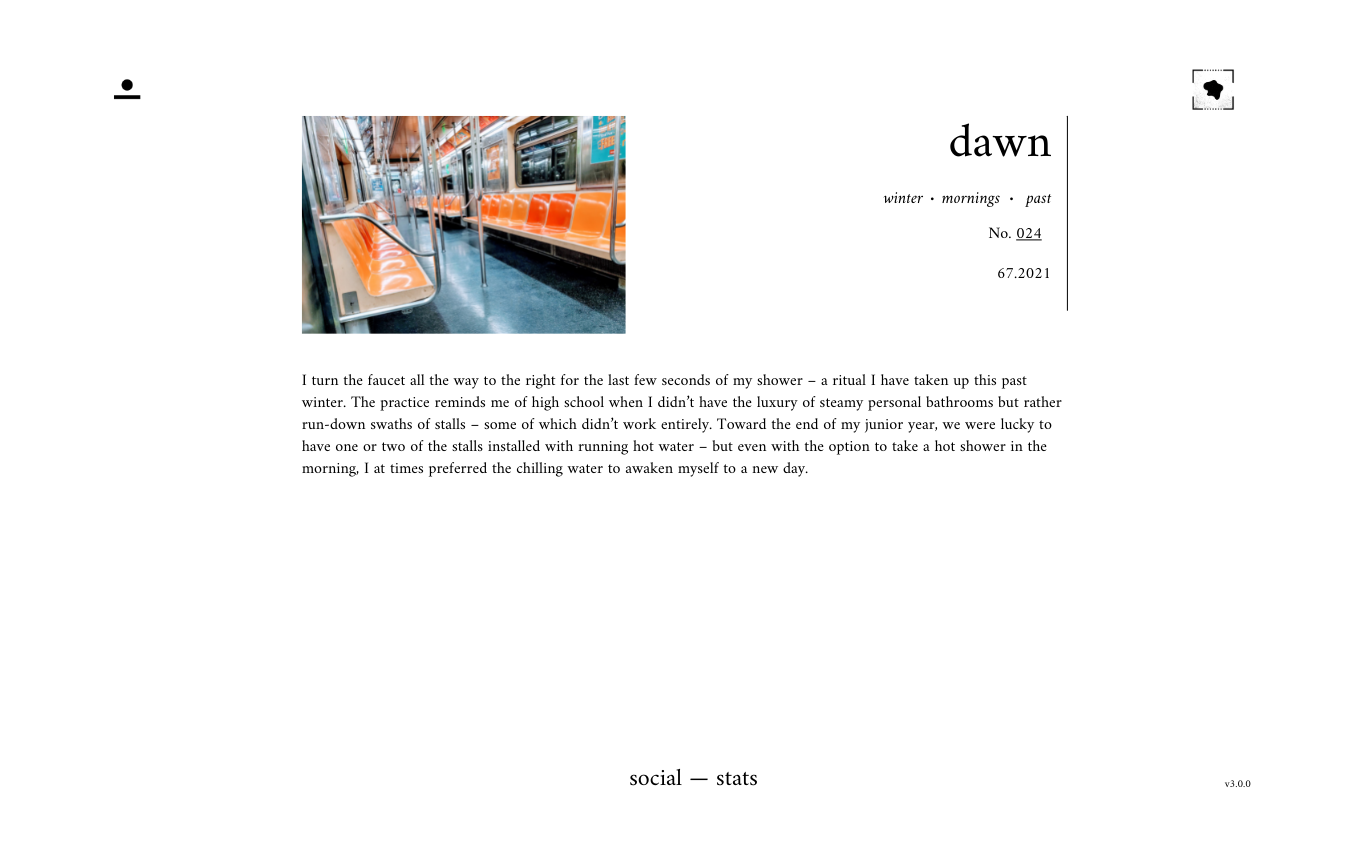 dawn
winter · mornings · past
No. 024
67.2021
I turn the faucet all the way to the right for the last few seconds of my shower – a ritual I have taken up this past
winter. The practice reminds me of high school when I didn’t have the luxury of steamy personal bathrooms but rather
run-down swaths of stalls – some of which didn’t work entirely. Toward the end of my junior year, we were lucky to
have one or two of the stalls installed with running hot water – but even with the option to take a hot shower in the
morning, I at times preferred the chilling water to awaken myself to a new day.
social — stats
v3.0.0